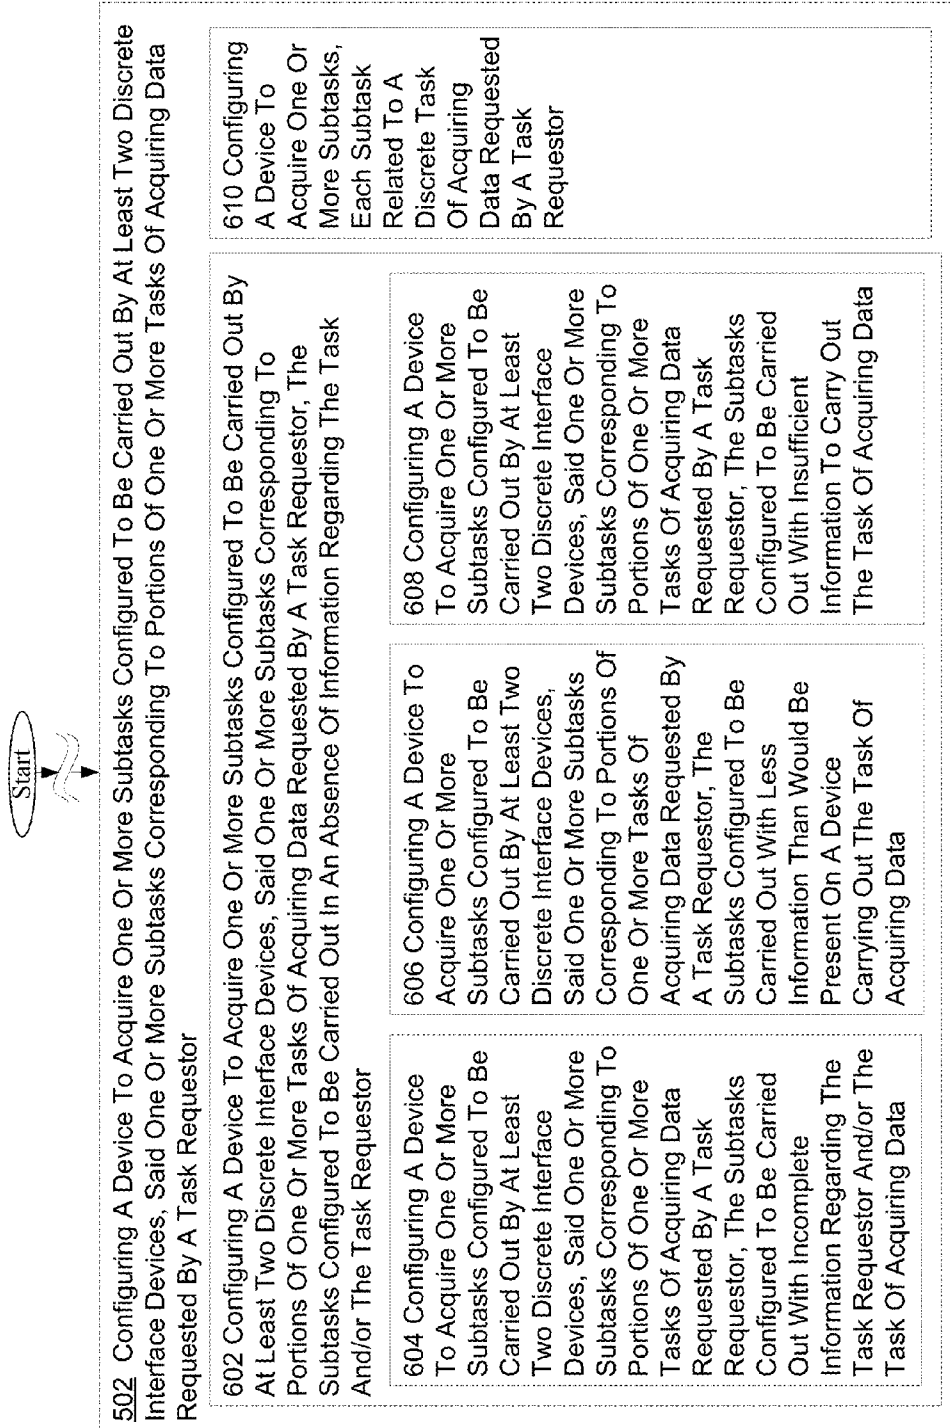 Start
502 Configuring A Device To Acquire One Or More Subtasks Configured To Be Carried Out By At Least Two Discrete
Interface Devices, Said One Or More Subtasks Corresponding To Portions Of One Or More Tasks Of Acquiring Data
Requested By A Task Requestor
602 Configuring A Device To Acquire One Or More Subtasks Configured To Be Carried Out By
At Least Two Discrete Interface Devices, Said One Or More Subtasks Corresponding To
Portions Of One Or More Tasks Of Acquiring Data Requested By A Task Requestor, The
Subtasks Configured To Be Carried Out In An Absence Of Information Regarding The Task
And/or The Task Requestor
604 Configuring A Device
To Acquire One Or More
Subtasks Configured To Be
Carried Out By At Least
Two Discrete Interface
Devices, Said One Or More
Subtasks Corresponding To
Portions Of One Or More
Tasks Of Acquiring Data
Requested By A Task
Requestor, The Subtasks
Configured To Be Carried
Out With Incomplete
Information Regarding The
Task Requestor And/or The
Task Of Acquiring Data
606 Configuring A Device To
Acquire One Or More
Subtasks Configured To Be
Carried Out By At Least Two
Discrete Interface Devices,
Said One Or More Subtasks
Corresponding To Portions Of
One Or More Tasks Of
Acquiring Data Requested By
A Task Requestor, The
Subtasks Configured To Be
Carried Out With Less
Information Than Would Be
Present On A Device
Carrying Out The Task Of
Acquiring Data
608 Configuring A Device
To Acquire One Or More
Subtasks Configured To Be
Carried Out By At Least
Two Discrete Interface
Devices, Said One Or More
Subtasks Corresponding To
Portions Of One Or More
Tasks Of Acquiring Data
Requested By A Task
Requestor, The Subtasks
Configured To Be Carried
Out With Insufficient
Information To Carry Out
The Task Of Acquiring Data
610 Configuring
A Device To
Acquire One Or
More Subtasks,
Each Subtask
Related To A
Discrete Task
Of Acquiring
Data Requested
By A Task
Requestor